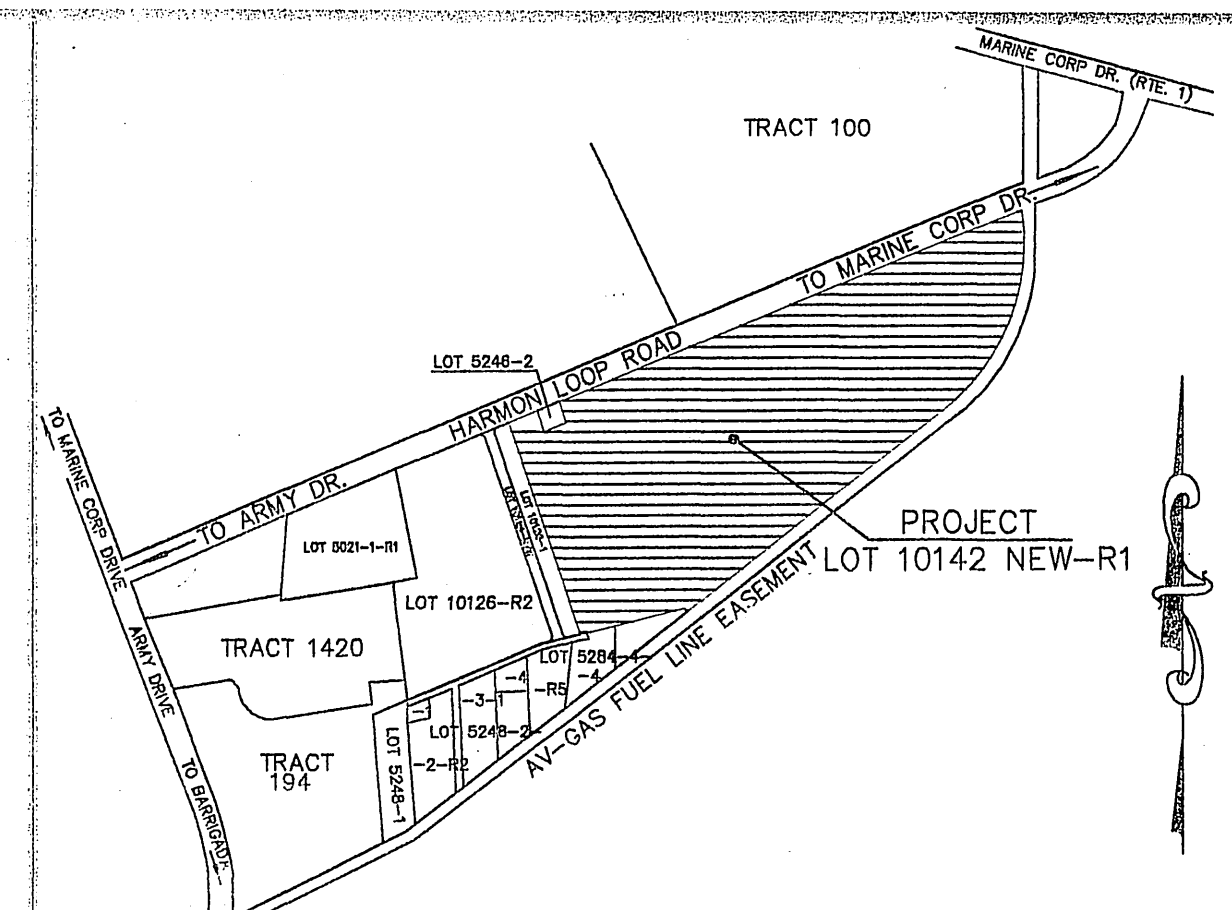 MARINE CORP DR. (RTE. 1)
TRACT 100
TO MARINE CORP DR.
LOT 5246-2
HARMON LOOP ROAD
TO MARINE CORP DRIVE
TO ARMY DR.
LOT 5021-1-R1
PROJECT
LOT 10142 NEW-R1
LOT 10126-R2
TRACT 1420
ARMY DRIVE
LOT 5264-4-
-4
-4
-R5
-3-1
AV-GAS FUEL LINE EASEMENT
LOT 5248-2-
-2-R2
LOT 5248-1
TRACT
194
TO BARRIGADA